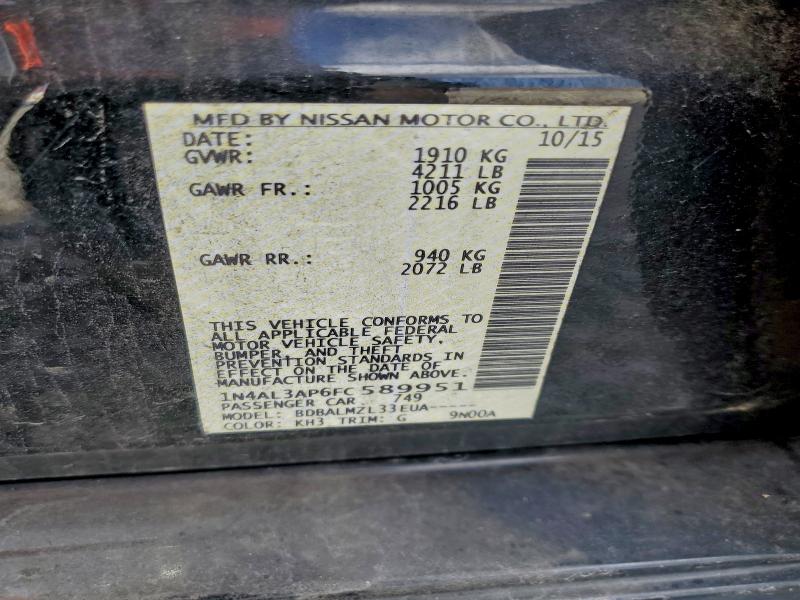 MFD BY NISSAN MOTOR CO., LTD.
DATE: 10/15
GVWR: 1910 KG
4211 LB
GAWR FR.: 1005 KG
2216 LB
GAWR RR.: 940 KG
2072 LB
THIS VEHICLE CONFORMS TO
ALL APPLICABLE FEDERAL
MOTOR VEHICLE SAFETY,
BUMPER, AND THEFT
PREVENTION STANDARDS IN
EFFECT ON THE DATE OF
MANUFACTURE SHOWN ABOVE.
1N4AL3AP6FC589951
PASSENGER CAR 749
MODEL: BDBALMZL33EUA-----
COLOR: KH3 TRIM: G 9N00A